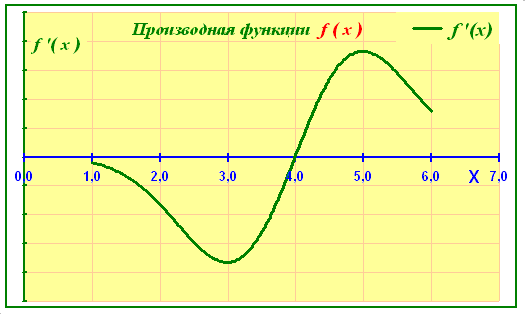 Производная функции f ( x )
f '(x)
f '( x )
0,0 1,0 2,0 3,0 4,0 5,0 6,0 7,0
X